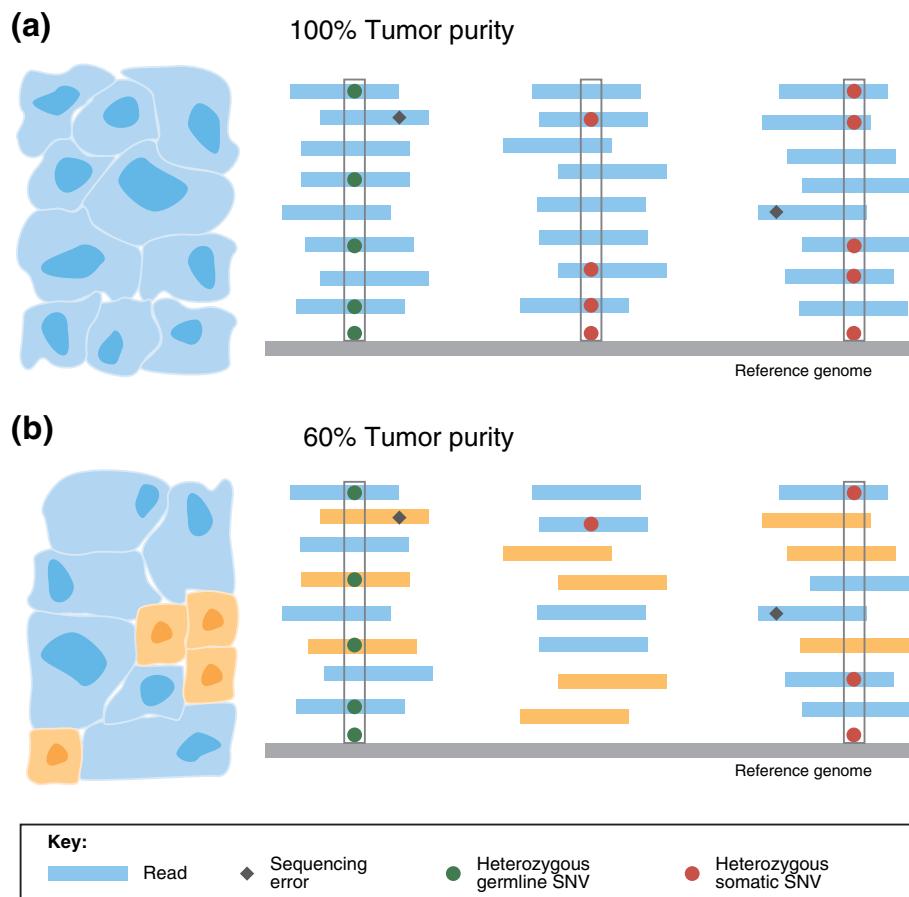 (a)
100% Tumor purity
Reference genome
(b)
60% Tumor purity
Reference genome
Key:
Read
Sequencing
error
Heterozygous
germline SNV
Heterozygous
somatic SNV